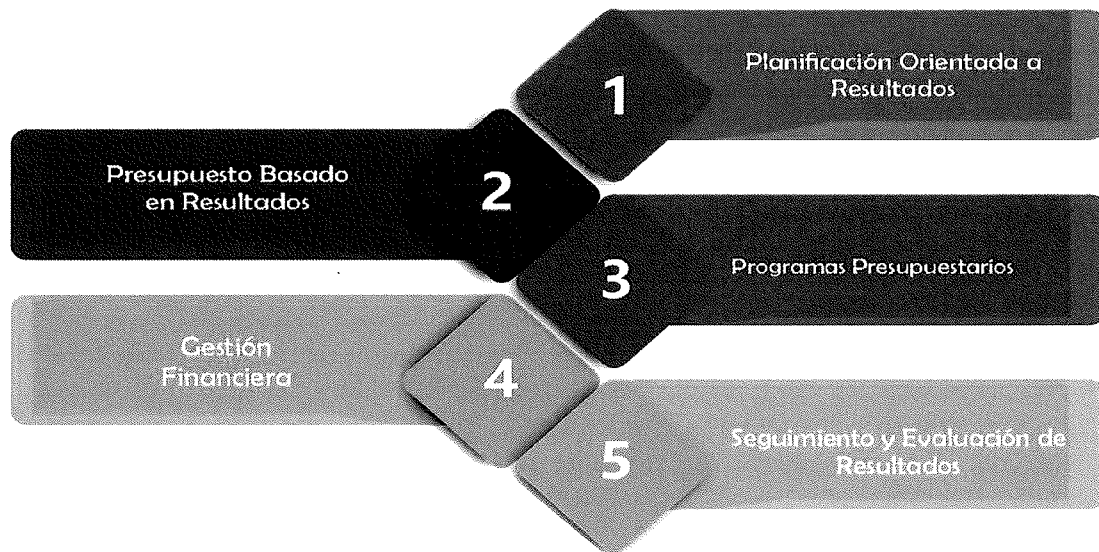 1
Planificación Orientada a
Resultados
2
Presupuesto Basado
en Resultados
3
Programas Presupuestarios
4
Gestión
Financiera
5
Seguimiento y Evaluación de
Resultados